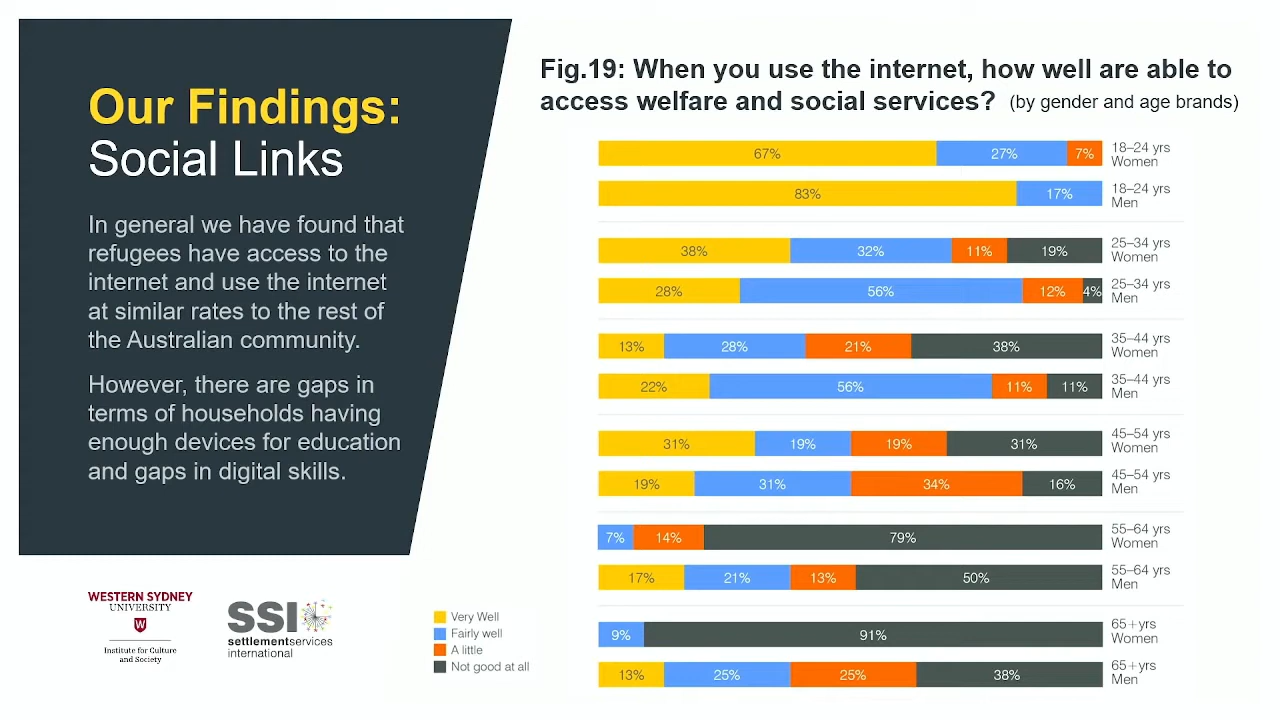 Our Findings:
Social Links
In general we have found that
refugees have access to the
internet and use the internet
at similar rates to the rest of
the Australian community.
However, there are gaps in
terms of households having
enough devices for education
and gaps in digital skills.
WESTERN SYDNEY
UNIVERSITY
W
Institute for Culture
and Society
SSI
settlementservices
international
Fig.19: When you use the internet, how well are able to
access welfare and social services? (by gender and age brands)
67% 27% 7% 18–24 yrs
Women
83% 17% 18–24 yrs
Men
38% 32% 11% 19% 25–34 yrs
Women
28% 56% 12% 4% 25–34 yrs
Men
13% 28% 21% 38% 35–44 yrs
Women
22% 56% 11% 11% 35–44 yrs
Men
31% 19% 19% 31% 45–54 yrs
Women
19% 31% 34% 16% 45–54 yrs
Men
7% 14% 79% 55–64 yrs
Women
17% 21% 13% 50% 55–64 yrs
Men
9% 91% 65+yrs
Women
13% 25% 25% 38% 65+yrs
Men
Very Well
Fairly well
A little
Not good at all